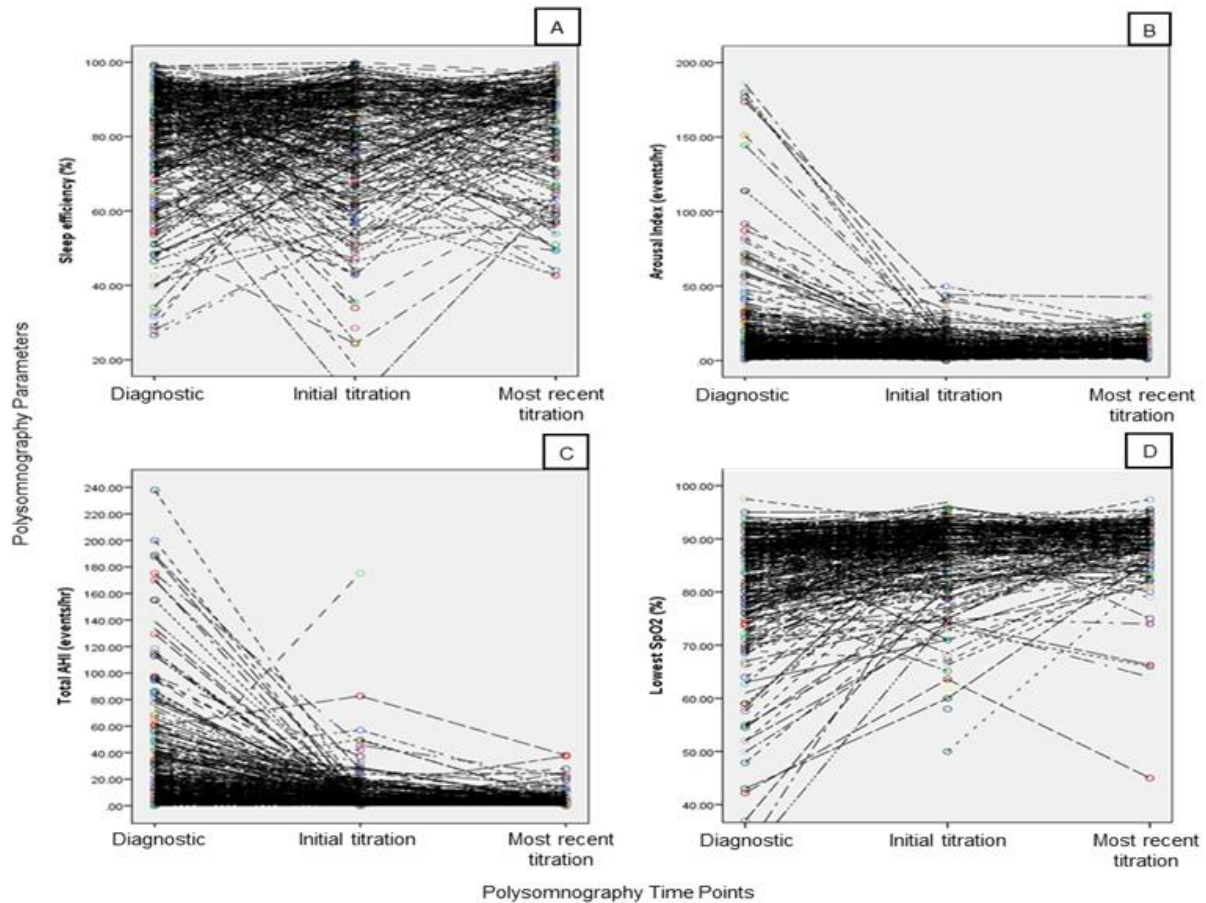 A
B
100.00
80.00
60.00
40.00
20.00
Sleep efficiency (%)
Diagnostic
Initial titration
Most recent
titration
200.00
150.00
100.00
50.00
.00
Arousal Index (events/hr)
Diagnostic
Initial titration
Most recent
titration
Polysomnography Parameters
C
D
240.00
220.00
200.00
180.00
160.00
140.00
120.00
100.00
80.00
60.00
40.00
20.00
.00
Total AHI (events/hr)
Diagnostic
Initial titration
Most recent
titration
100.00
90.00
80.00
70.00
60.00
50.00
40.00
Lowest SpO2 (%)
Diagnostic
Initial titration
Most recent
titration
Polysomnography Time Points